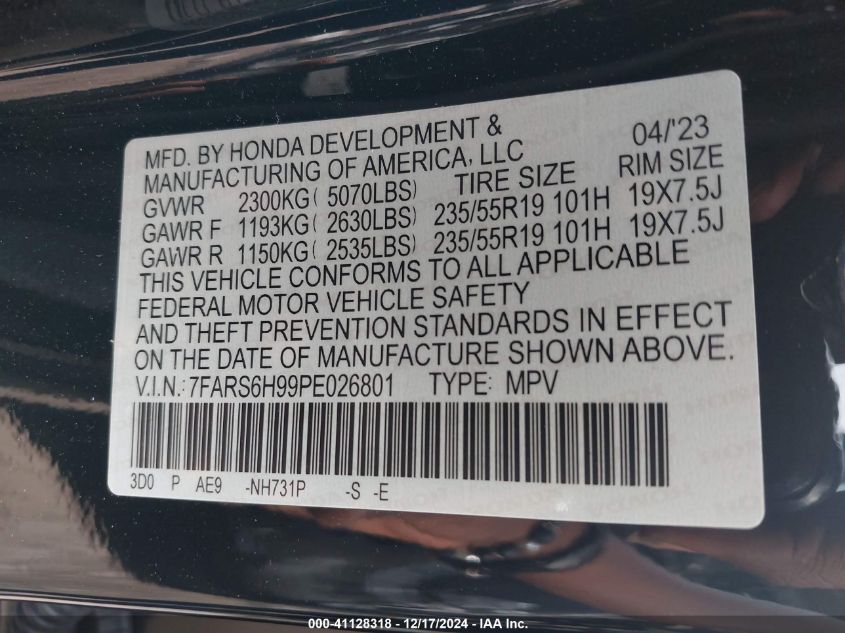 04/'23
MFD. BY HONDA DEVELOPMENT &
MANUFACTURING OF AMERICA, LLC
TIRE SIZE RIM SIZE
GVWR 2300KG( 5070LBS)
GAWR F 1193KG( 2630LBS) 235/55R19 101H 19X7.5J
GAWR R 1150KG( 2535LBS) 235/55R19 101H 19X7.5J
THIS VEHICLE CONFORMS TO ALL APPLICABLE
FEDERAL MOTOR VEHICLE SAFETY
AND THEFT PREVENTION STANDARDS IN EFFECT
ON THE DATE OF MANUFACTURE SHOWN ABOVE.
V.I.N.: 7FARS6H99PE026801 TYPE: MPV
3D0 P AE9 -NH731P -S -E
000-41128318 - 12/17/2024 - IAA Inc.